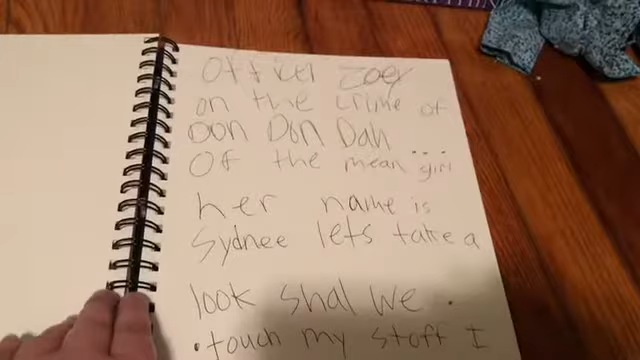 Officer Zoey
on the crime of
Don Don Dah ...
Of the mean girl
her name is
Sydnee lets take a
look shal we .
• touch my stoff I